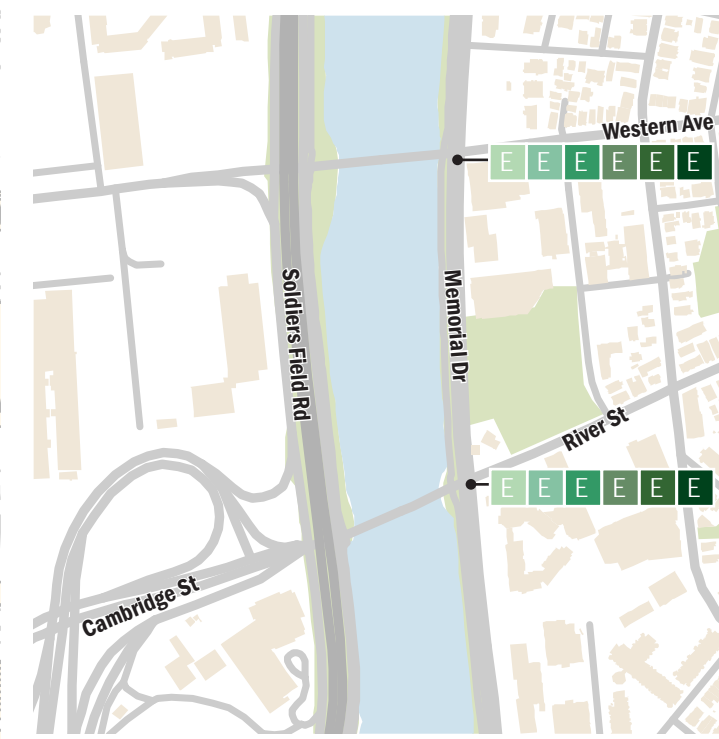 Western Ave
E E E E E E
Soldiers Field Rd
Memorial Dr
River St
E E E E E E
Cambridge St